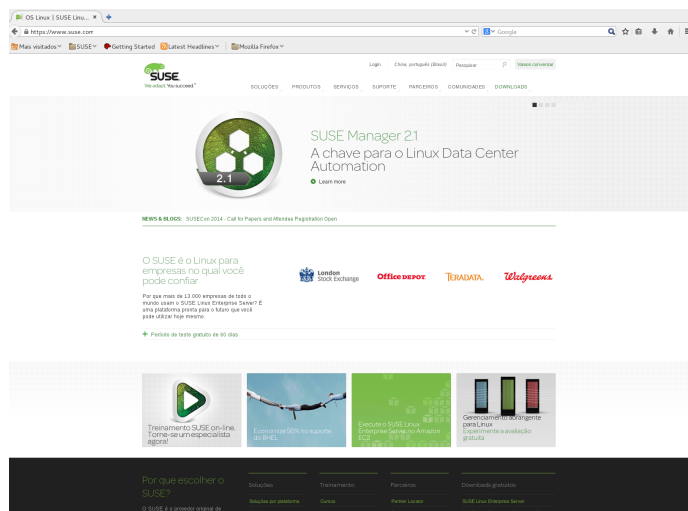 OS Linux | SUSE Linu...
https://www.suse.com
Google
Mais visitados
SUSE
Getting Started
Latest Headlines
Mozilla Firefox
SUSE
We adapt. You succeed.
Login
China, português (Brasil)
Pesquisar
Vamos conversar
SOLUÇÕES
PRODUTOS
SERVIÇOS
SUPORTE
PARCEIROS
COMUNIDADES
DOWNLOADS
2.1
SUSE Manager 2.1
A chave para o Linux Data Center
Automation
Learn more
NEWS & BLOGS: SUSECon 2014 - Call for Papers and Attendee Registration Open
O SUSE é o Linux para
empresas no qual você
pode confiar
London
Stock Exchange
Office DEPOT.
TERADATA.
Walgreens
Por que mais de 13.000 empresas de todo o
mundo usam o SUSE Linux Enterprise Server? É
uma plataforma pronta para o futuro que você
pode utilizar hoje mesmo.
Período de teste gratuito de 60 dias
Treinamento SUSE on-line.
Torne-se um especialista
agora!
Economize 50% no suporte
do RHEL
Execute o SUSE Linux
Enterprise Server no Amazon
EC2
Gerenciamento abrangente
para Linux
Experimente a avaliação
gratuita
Por que escolher o
SUSE?
O SUSE é o provedor original de
Soluções
Soluções por plataforma
Treinamento
Cursos
Parceiros
Partner Locator
Downloads gratuitos
SUSE Linux Enterprise Server